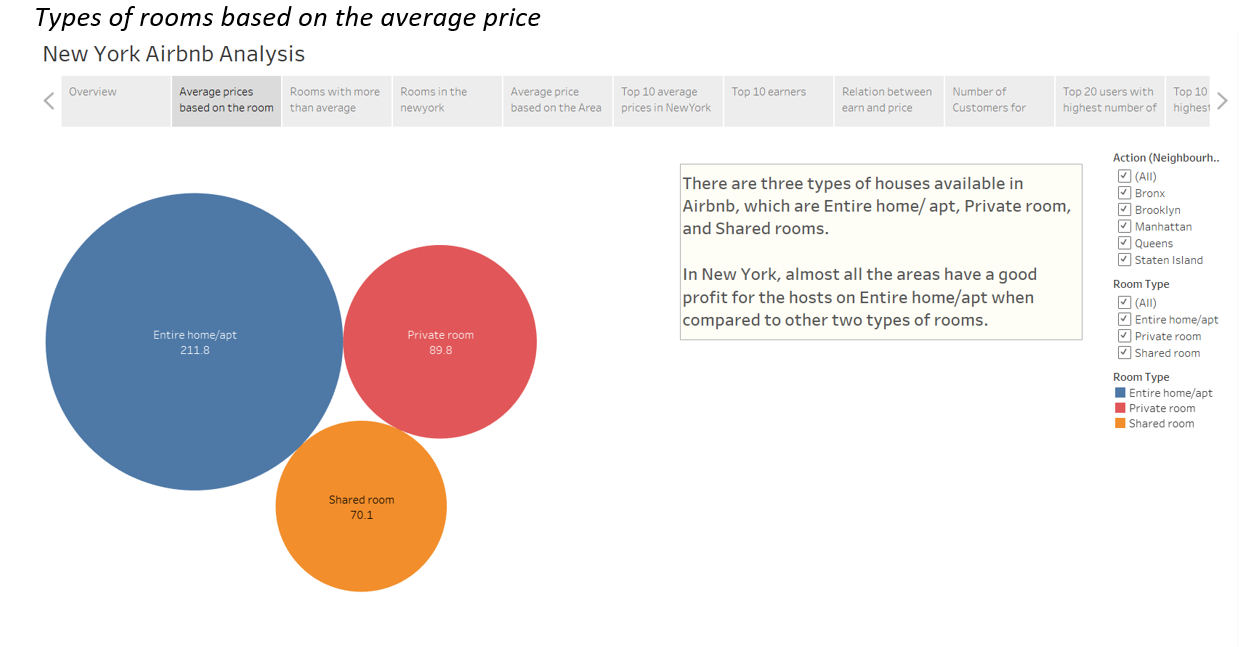 Types of rooms based on the average price
New York Airbnb Analysis
Overview
Average prices
based on the room
Rooms with more
than average
Rooms in the
newyork
Average price
based on the Area
Top 10 average
prices in NewYork
Top 10 earners
Relation between
earn and price
Number of
Customers for
Top 20 users with
highest number of
Top 10
highest
Entire home/apt
211.8
Private room
89.8
Shared room
70.1
There are three types of houses available in
Airbnb, which are Entire home/ apt, Private room,
and Shared rooms.
In New York, almost all the areas have a good
profit for the hosts on Entire home/apt when
compared to other two types of rooms.
Action (Neighbourh..
(All)
Bronx
Brooklyn
Manhattan
Queens
Staten Island
Room Type
(All)
Entire home/apt
Private room
Shared room
Room Type
Entire home/apt
Private room
Shared room